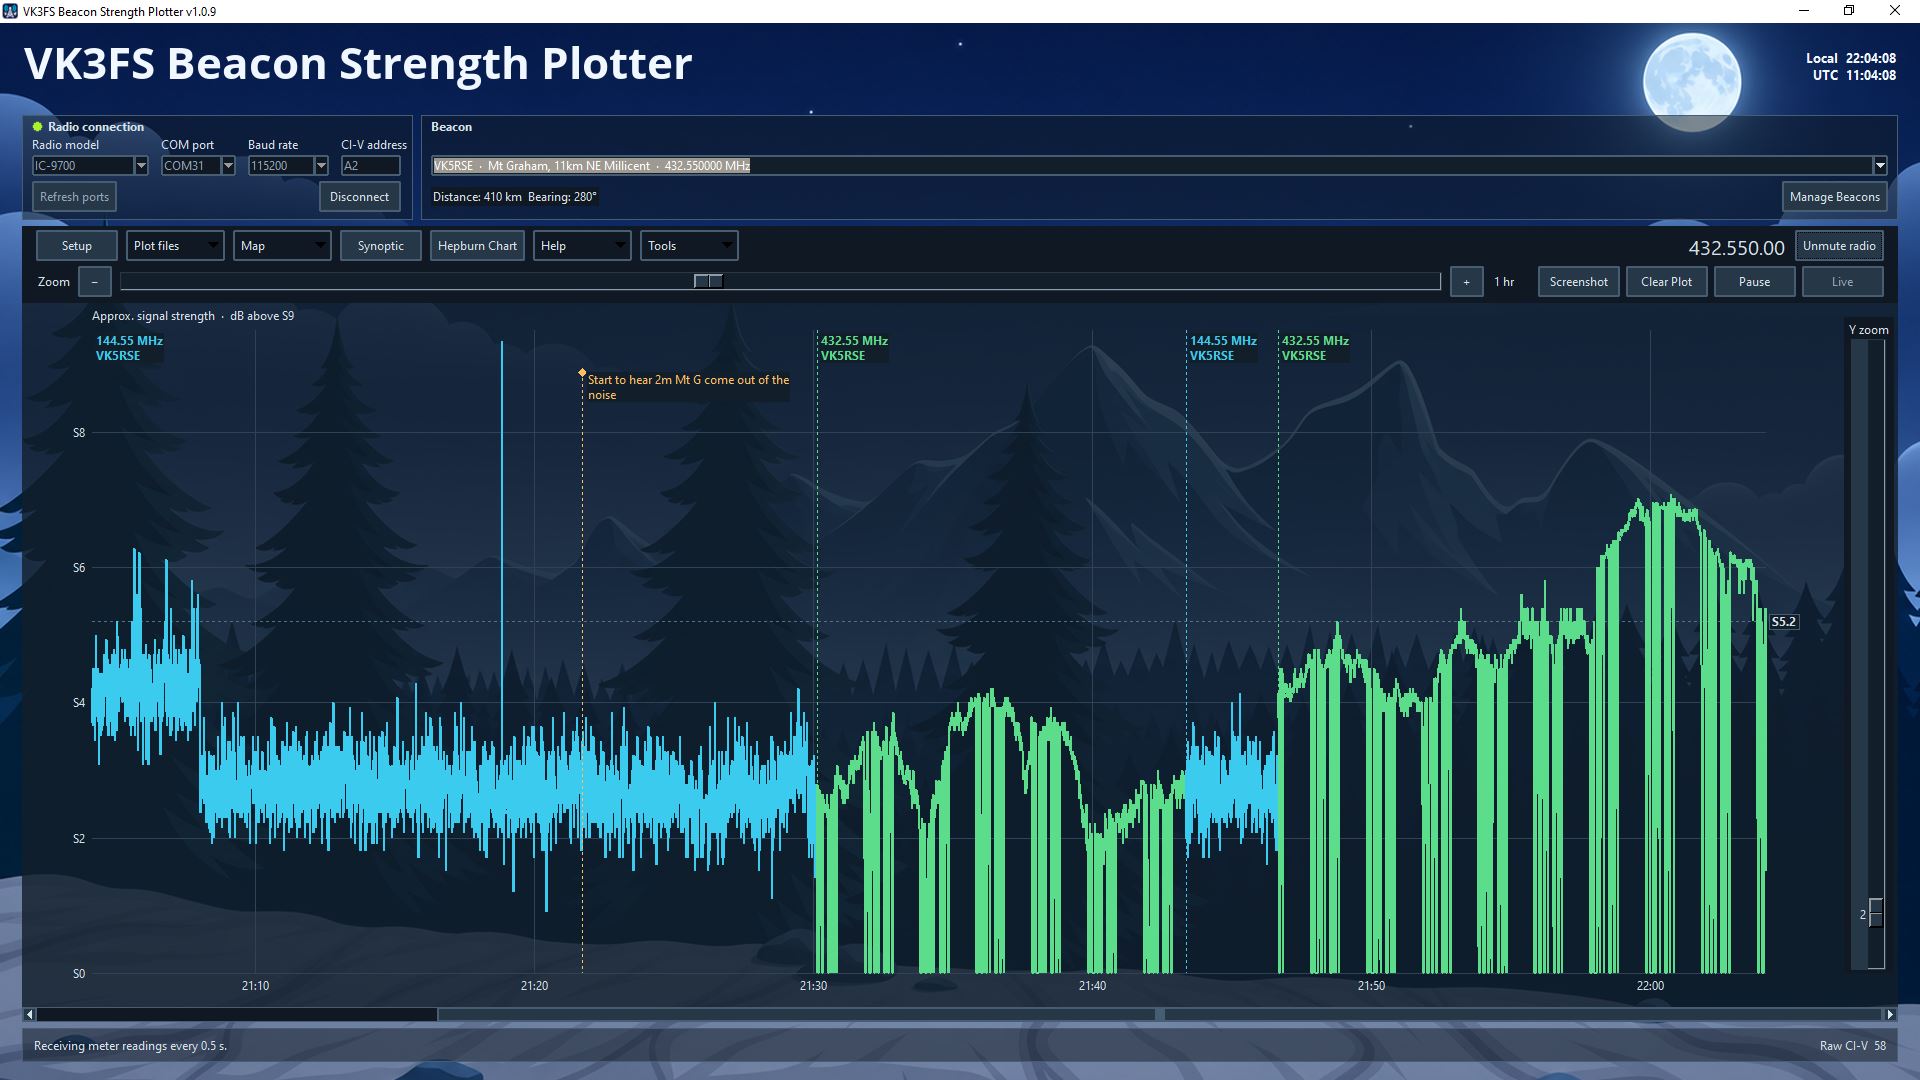 VK3FS Beacon Strength Plotter v1.0.9
VK3FS Beacon Strength Plotter
Local 22:04:08
UTC 11:04:08
Radio connection
Radio model COM port Baud rate CI-V address
IC-9700 COM31 115200 A2
Refresh ports Disconnect
Beacon
VK5RSE · Mt Graham, 11km NE Millicent · 432.550000 MHz
Distance: 410 km Bearing: 280°
Manage Beacons
Setup Plot files Map Synoptic Hepburn Chart Help Tools 432.550.00 Unmute radio
Zoom − + 1 hr Screenshot Clear Plot Pause Live
Approx. signal strength · dB above S9
Y zoom
144.55 MHz
VK5RSE
432.55 MHz
VK5RSE
144.55 MHz
VK5RSE
432.55 MHz
VK5RSE
Start to hear 2m Mt G come out of the
noise
S8
S6
S5.2
S4
S2
2
S0
21:10 21:20 21:30 21:40 21:50 22:00
Receiving meter readings every 0.5 s.
Raw CI-V 58